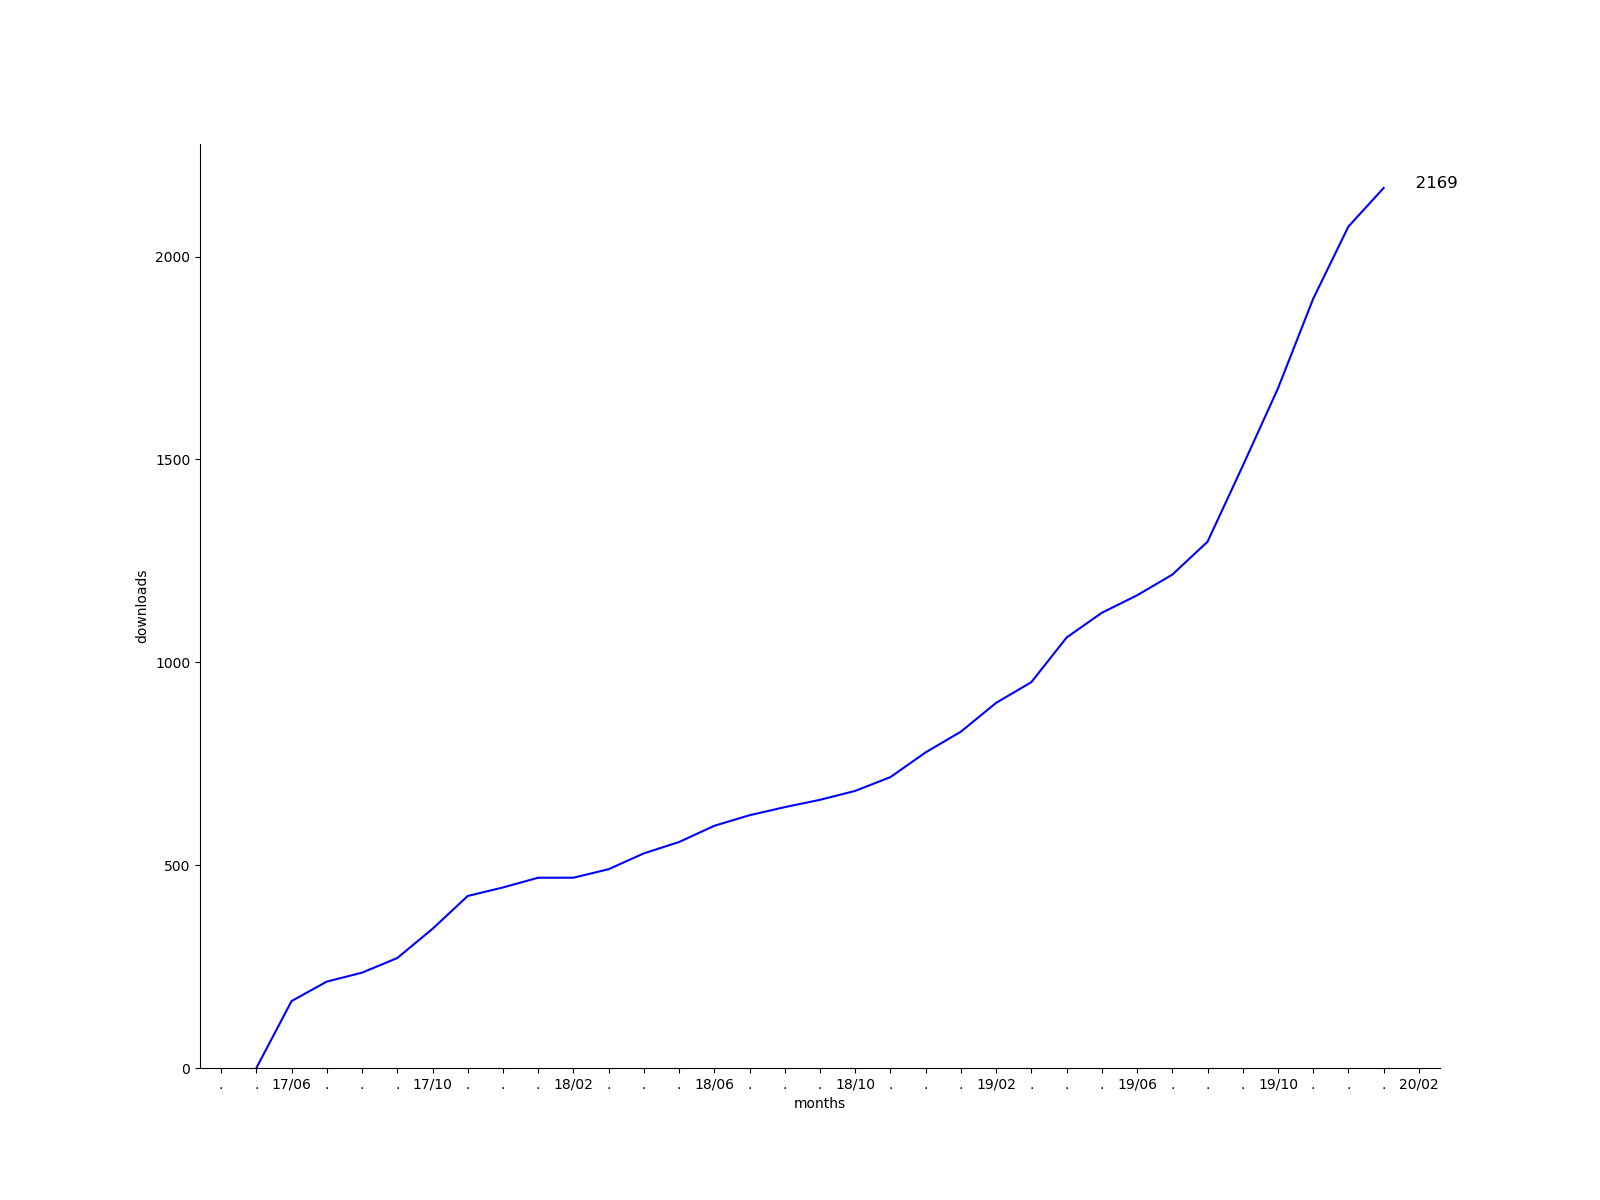 2169
2000
1500
1000
500
0
downloads
. . 17/06 . . . 17/10 . . . 18/02 . . . 18/06 . . . 18/10 . . . 19/02 . . . 19/06 . . . 19/10 . . . 20/02
months